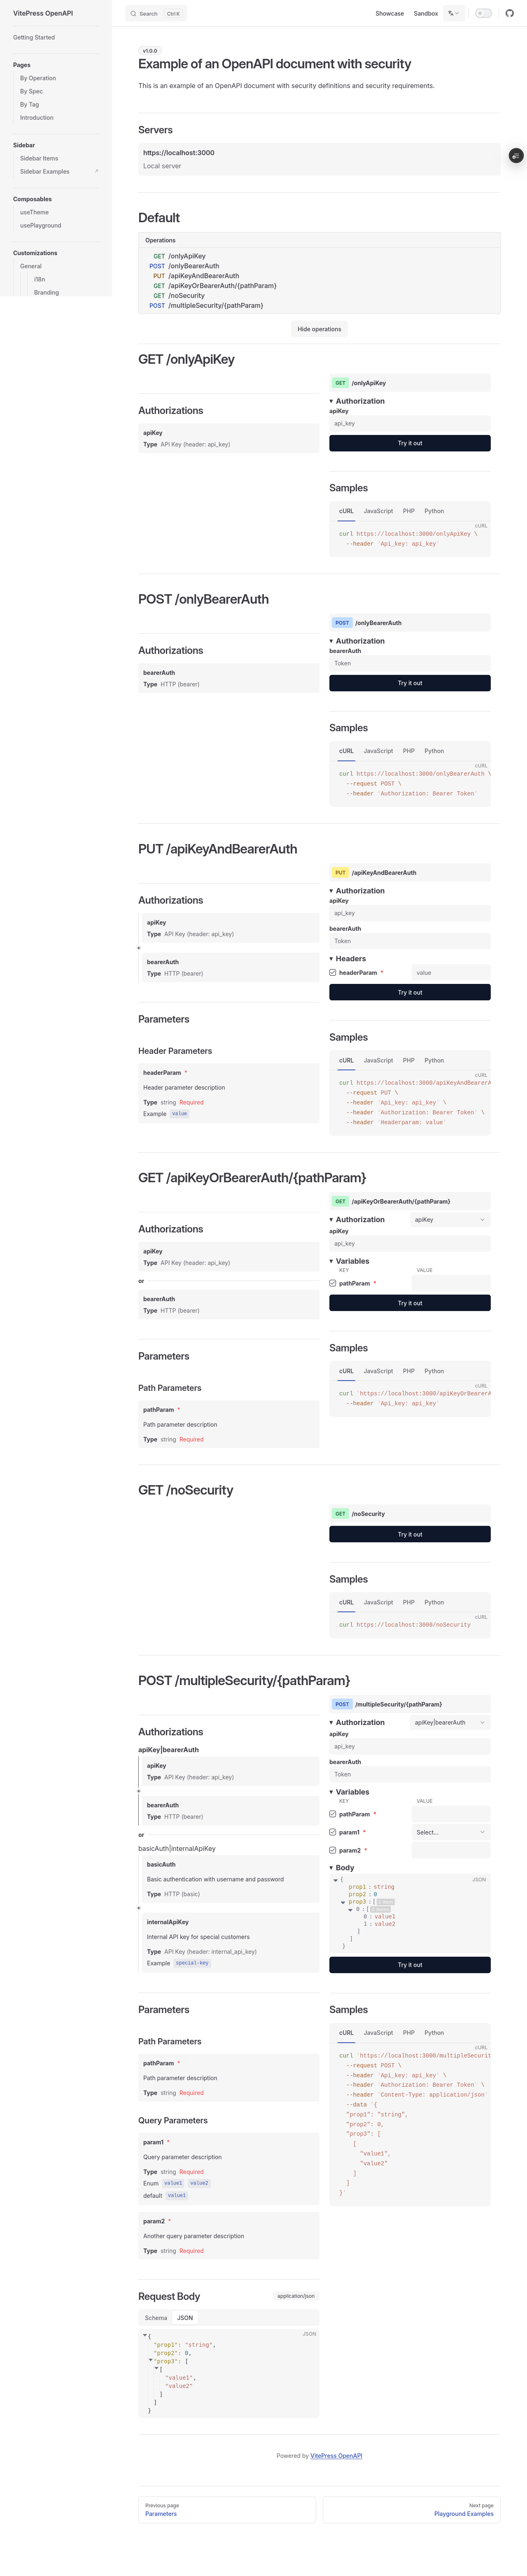 VitePress OpenAPI
Search Ctrl K
Showcase
Sandbox
Getting Started
Pages
By Operation
By Spec
By Tag
Introduction
Sidebar
Sidebar Items
Sidebar Examples
Composables
useTheme
usePlayground
Customizations
General
i18n
Branding
v1.0.0
Example of an OpenAPI document with security
This is an example of an OpenAPI document with security definitions and security requirements.
Servers
https://localhost:3000
Local server
Default
Operations
GET /onlyApiKey
POST /onlyBearerAuth
PUT /apiKeyAndBearerAuth
GET /apiKeyOrBearerAuth/{pathParam}
GET /noSecurity
POST /multipleSecurity/{pathParam}
Hide operations
GET /onlyApiKey
Authorizations
apiKey
Type API Key (header: api_key)
GET /onlyApiKey
Authorization
apiKey
api_key
Try it out
Samples
cURL JavaScript PHP Python
cURL
curl https://localhost:3000/onlyApiKey \
--header 'Api_key: api_key'
POST /onlyBearerAuth
Authorizations
bearerAuth
Type HTTP (bearer)
POST /onlyBearerAuth
Authorization
bearerAuth
Token
Try it out
Samples
cURL JavaScript PHP Python
cURL
curl https://localhost:3000/onlyBearerAuth \
--request POST \
--header 'Authorization: Bearer Token'
PUT /apiKeyAndBearerAuth
Authorizations
apiKey
Type API Key (header: api_key)
+
bearerAuth
Type HTTP (bearer)
Parameters
Header Parameters
headerParam *
Header parameter description
Type string Required
Example value
PUT /apiKeyAndBearerAuth
Authorization
apiKey
api_key
bearerAuth
Token
Headers
headerParam * value
Try it out
Samples
cURL JavaScript PHP Python
cURL
curl https://localhost:3000/apiKeyAndBearerA
--request PUT \
--header 'Api_key: api_key' \
--header 'Authorization: Bearer Token' \
--header 'Headerparam: value'
GET /apiKeyOrBearerAuth/{pathParam}
Authorizations
apiKey
Type API Key (header: api_key)
or
bearerAuth
Type HTTP (bearer)
Parameters
Path Parameters
pathParam *
Path parameter description
Type string Required
GET /apiKeyOrBearerAuth/{pathParam}
Authorization apiKey
apiKey
api_key
Variables
KEY VALUE
pathParam *
Try it out
Samples
cURL JavaScript PHP Python
cURL
curl 'https://localhost:3000/apiKeyOrBearerA
--header 'Api_key: api_key'
GET /noSecurity
GET /noSecurity
Try it out
Samples
cURL JavaScript PHP Python
cURL
curl https://localhost:3000/noSecurity
POST /multipleSecurity/{pathParam}
Authorizations
apiKey|bearerAuth
apiKey
Type API Key (header: api_key)
+
bearerAuth
Type HTTP (bearer)
or
basicAuth|internalApiKey
basicAuth
Basic authentication with username and password
Type HTTP (basic)
+
internalApiKey
Internal API key for special customers
Type API Key (header: internal_api_key)
Example special-key
Parameters
Path Parameters
pathParam *
Path parameter description
Type string Required
Query Parameters
param1 *
Query parameter description
Type string Required
Enum value1 value2
default value1
param2 *
Another query parameter description
Type string Required
Request Body application/json
Schema JSON
JSON
{
"prop1": "string",
"prop2": 0,
"prop3": [
[
"value1",
"value2"
]
]
}
POST /multipleSecurity/{pathParam}
Authorization apiKey|bearerAuth
apiKey
api_key
bearerAuth
Token
Variables
KEY VALUE
pathParam *
param1 * Select...
param2 *
Body
JSON
{
prop1 : string
prop2 : 0
prop3 : [
0 : [
0 : value1
1 : value2
]
]
}
Try it out
Samples
cURL JavaScript PHP Python
cURL
curl 'https://localhost:3000/multipleSecurit
--request POST \
--header 'Api_key: api_key' \
--header 'Authorization: Bearer Token' \
--header 'Content-Type: application/json'
--data '{
"prop1": "string",
"prop2": 0,
"prop3": [
[
"value1",
"value2"
]
]
}'
Powered by VitePress OpenAPI
Previous page
Parameters
Next page
Playground Examples